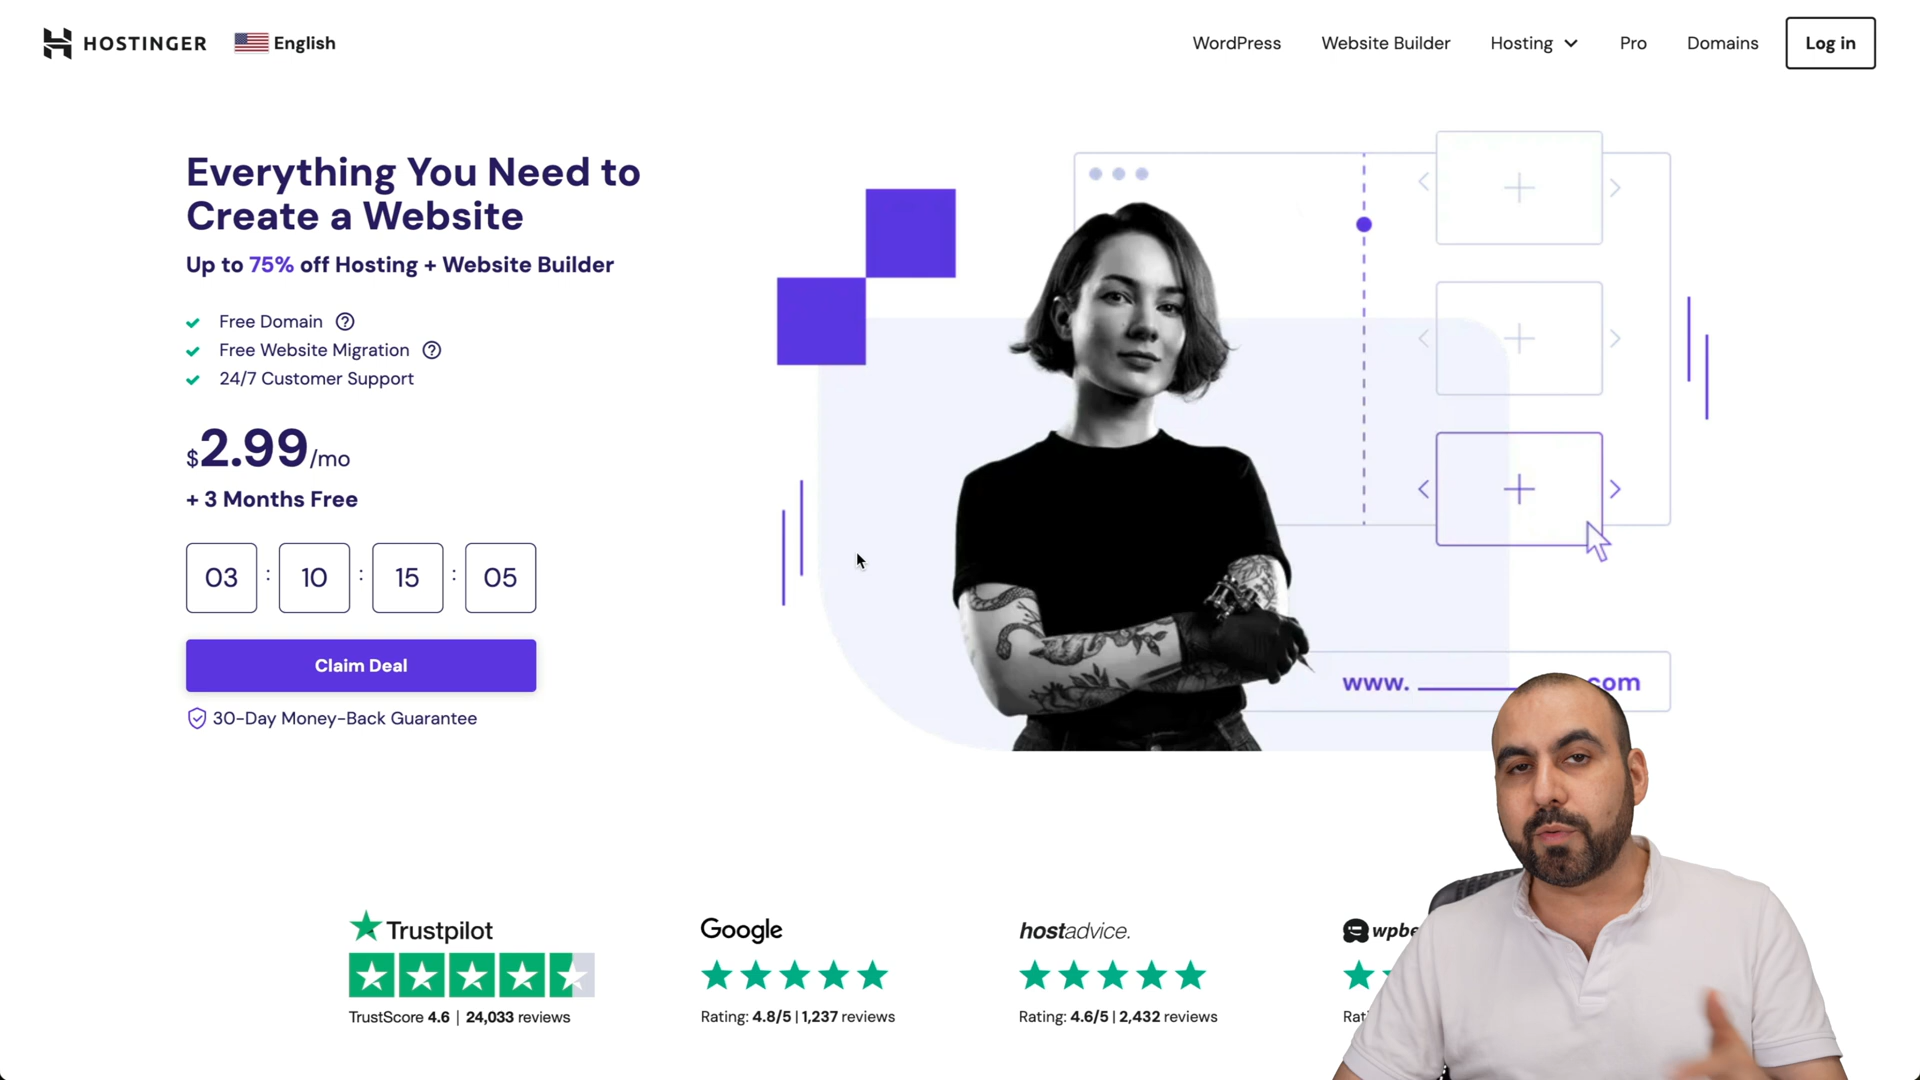 HOSTINGER
English
WordPress
Website Builder
Hosting
Pro
Domains
Log in
Everything You Need to
Create a Website
Up to 75% off Hosting + Website Builder
Free Domain ?
Free Website Migration ?
24/7 Customer Support
$2.99/mo
+ 3 Months Free
03 : 10 : 15 : 05
Claim Deal
30-Day Money-Back Guarantee
www. com
Trustpilot
TrustScore 4.6 | 24,033 reviews
Google
Rating: 4.8/5 | 1,237 reviews
hostadvice.
Rating: 4.6/5 | 2,432 reviews
wpbe
Rat